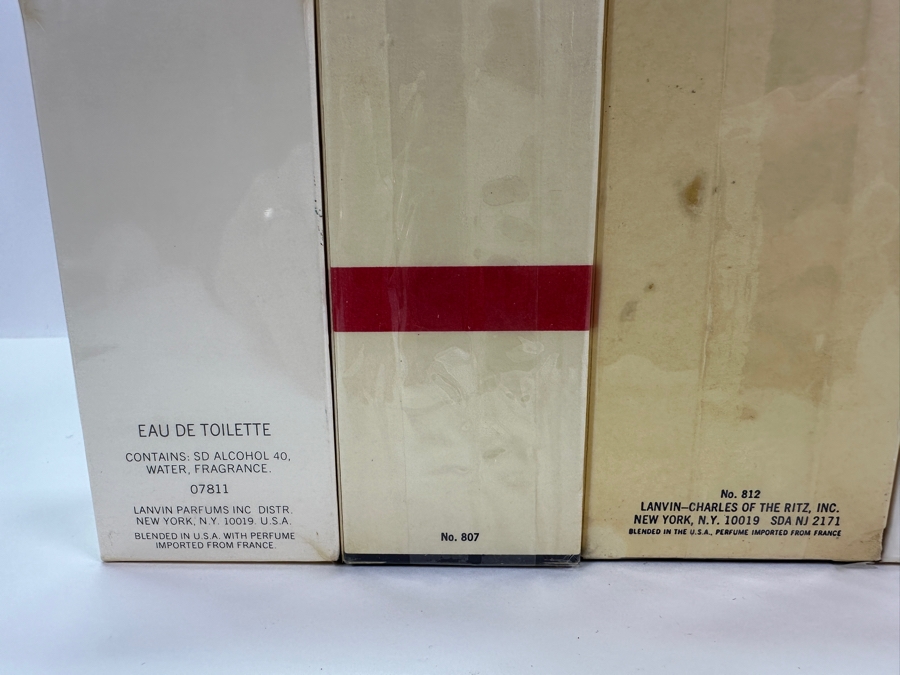 EAU DE TOILETTE
CONTAINS: SD ALCOHOL 40,
WATER, FRAGRANCE.
07811
LANVIN PARFUMS INC DISTR.
NEW YORK, N.Y. 10019. U.S.A.
BLENDED IN U.S.A. WITH PERFUME
IMPORTED FROM FRANCE.
No. 807
No. 812
LANVIN–CHARLES OF THE RITZ, INC.
NEW YORK, N.Y. 10019 SDA NJ 2171
BLENDED IN THE U.S.A., PERFUME IMPORTED FROM FRANCE